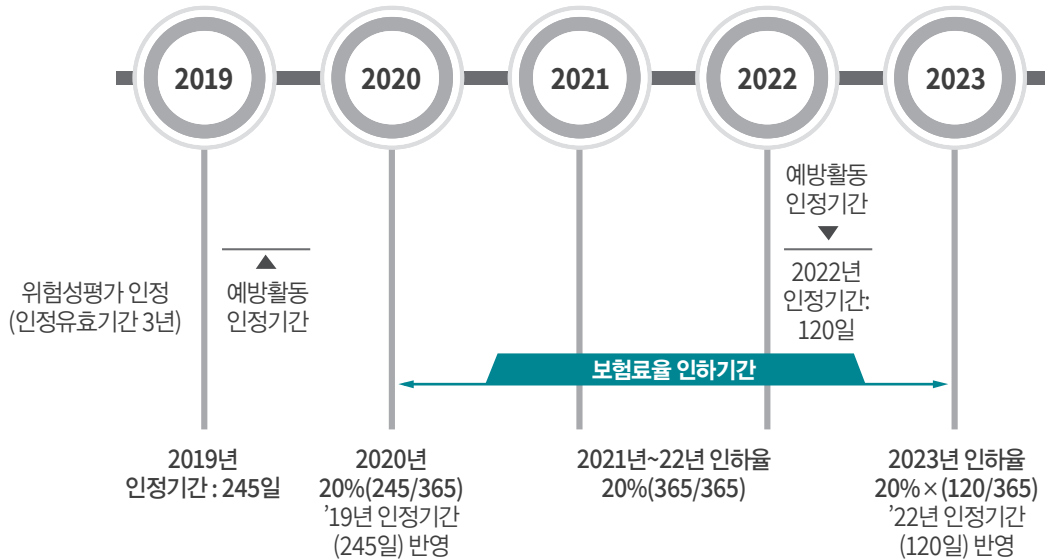 2019
2020
2021
2022
2023
예방활동
인정기간
▼
2022년
인정기간:
120일
위험성평가 인정
(인정유효기간 3년)
▲
예방활동
인정기간
보험료율 인하기간
2019년
인정기간 : 245일
2020년
20%(245/365)
’19년 인정기간
(245일) 반영
2021년~22년 인하율
20%(365/365)
2023년 인하율
20%×(120/365)
’22년 인정기간
(120일) 반영